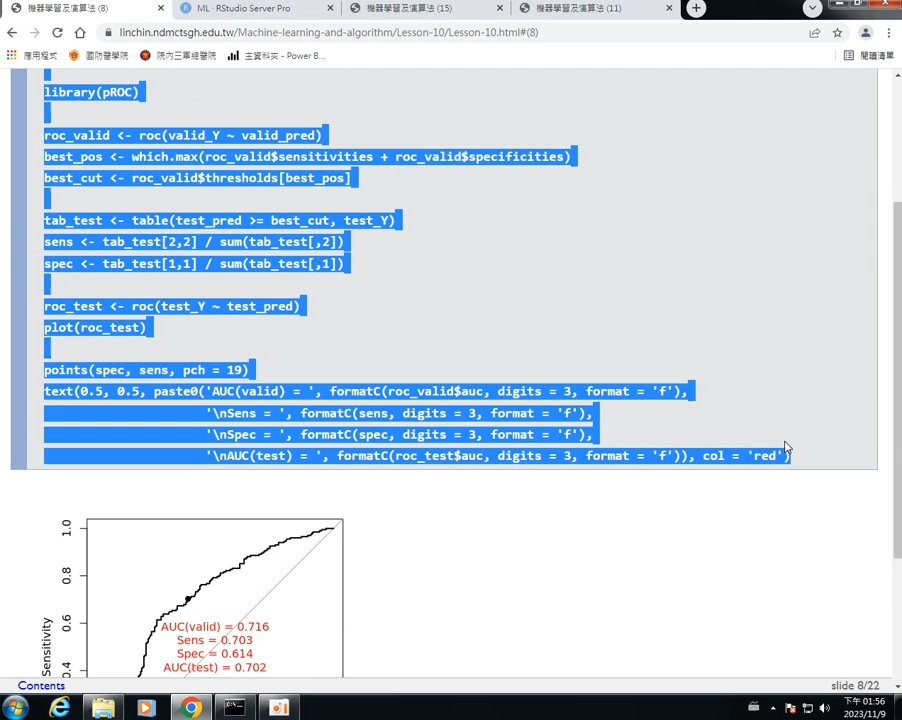 機器學習及演算法 (8)
ML - RStudio Server Pro
機器學習及演算法 (15)
機器學習及演算法 (11)
linchin.ndmctsgh.edu.tw/Machine-learning-and-algorithm/Lesson-10/Lesson-10.html#(8)
應用程式
國防醫學院
院內三軍總醫院
主資料夾 - Power B...
閱讀清單
library(pROC)
roc_valid <- roc(valid_Y ~ valid_pred)
best_pos <- which.max(roc_valid$sensitivities + roc_valid$specificities)
best_cut <- roc_valid$thresholds[best_pos]
tab_test <- table(test_pred >= best_cut, test_Y)
sens <- tab_test[2,2] / sum(tab_test[,2])
spec <- tab_test[1,1] / sum(tab_test[,1])
roc_test <- roc(test_Y ~ test_pred)
plot(roc_test)
points(spec, sens, pch = 19)
text(0.5, 0.5, paste0('AUC(valid) = ', formatC(roc_valid$auc, digits = 3, format = 'f'),
'\nSens = ', formatC(sens, digits = 3, format = 'f'),
'\nSpec = ', formatC(spec, digits = 3, format = 'f'),
'\nAUC(test) = ', formatC(roc_test$auc, digits = 3, format = 'f')), col = 'red')
1.0
0.8
0.6
0.4
Sensitivity
AUC(valid) = 0.716
Sens = 0.703
Spec = 0.614
AUC(test) = 0.702
Contents
slide 8/22
下午 01:56
2023/11/9